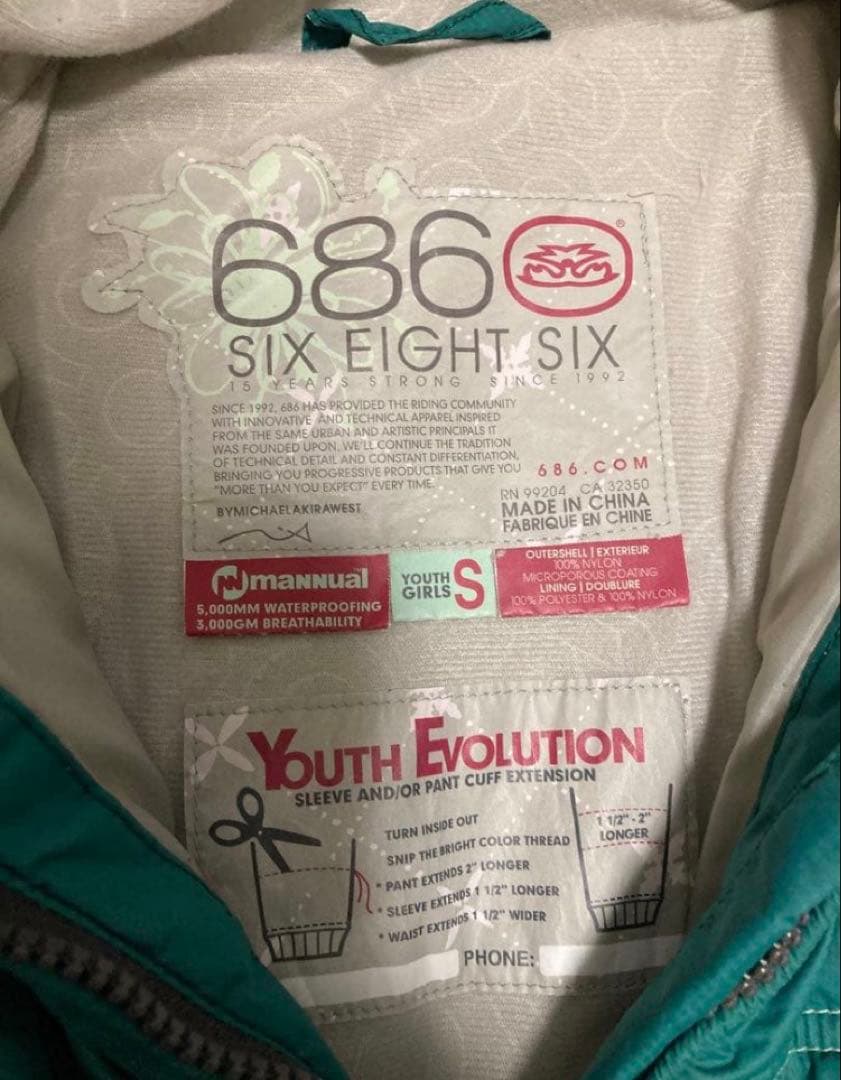 686®
SIX EIGHT SIX
15 YEARS STRONG SINCE 1992
SINCE 1992, 686 HAS PROVIDED THE RIDING COMMUNITY
WITH INNOVATIVE AND TECHNICAL APPAREL INSPIRED
FROM THE SAME URBAN AND ARTISTIC PRINCIPALS IT
WAS FOUNDED UPON. WE'LL CONTINUE THE TRADITION
OF TECHNICAL DETAIL AND CONSTANT DIFFERENTIATION,
BRINGING YOU PROGRESSIVE PRODUCTS THAT GIVE YOU
"MORE THAN YOU EXPECT" EVERY TIME.
BYMICHAELAKIRAWEST
686.COM
RN 99204 CA 32350
MADE IN CHINA
FABRIQUE EN CHINE
mannual
5,000MM WATERPROOFING
3,000GM BREATHABILITY
YOUTH
GIRLS
S
OUTERSHELL | EXTERIEUR
100% NYLON
MICROPOROUS COATING
LINING | DOUBLURE
100% POLYESTER & 100% NYLON
YOUTH EVOLUTION
SLEEVE AND/OR PANT CUFF EXTENSION
TURN INSIDE OUT
SNIP THE BRIGHT COLOR THREAD
* PANT EXTENDS 2" LONGER
* SLEEVE EXTENDS 1 1/2" LONGER
* WAIST EXTENDS 1 1/2" WIDER
1 1/2" - 2"
LONGER
PHONE: